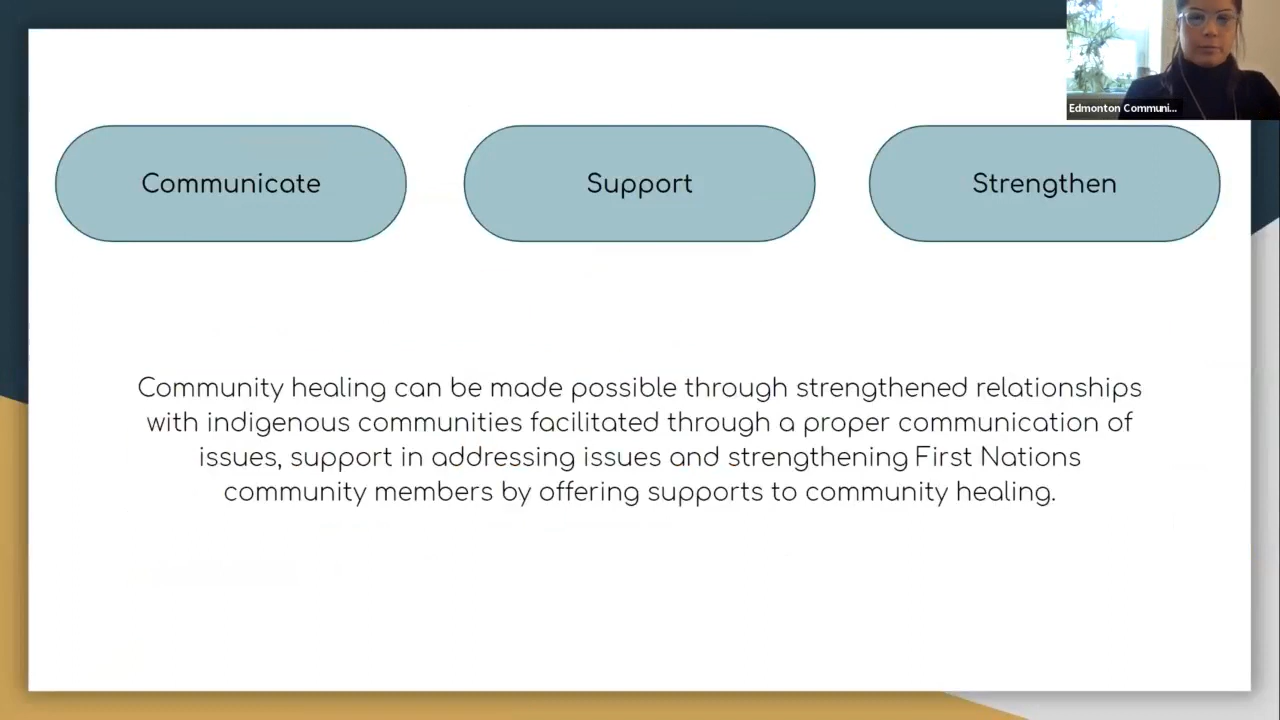 Edmonton Communi...
Communicate
Support
Strengthen
Community healing can be made possible through strengthened relationships
with indigenous communities facilitated through a proper communication of
issues, support in addressing issues and strengthening First Nations
community members by offering supports to community healing.